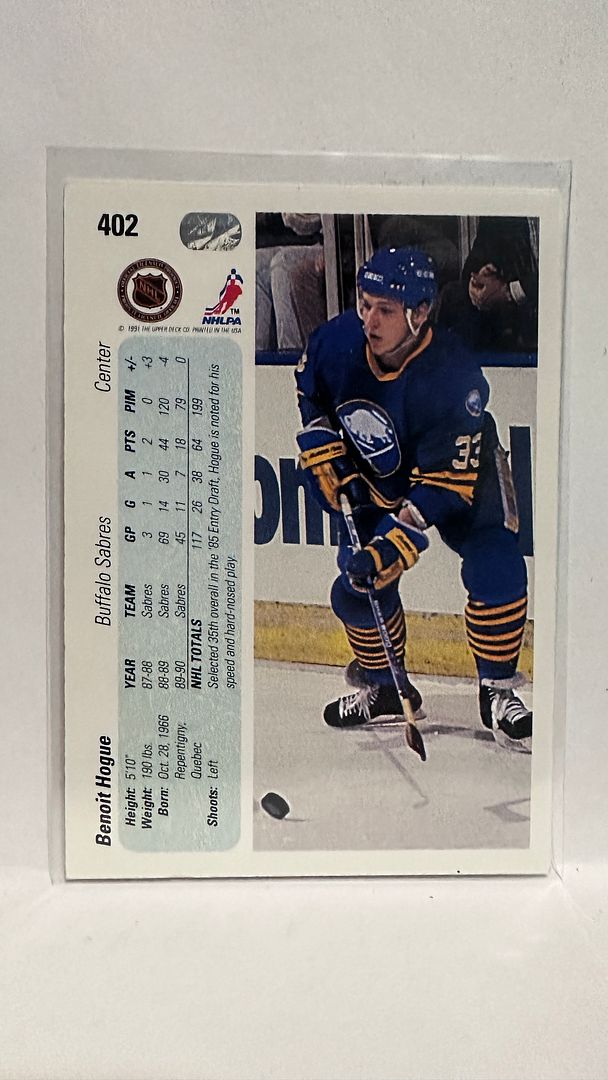 402
NHL
NHLPA
TM
© 1991 THE UPPER DECK CO. PRINTED IN THE USA
Benoit Hogue Buffalo Sabres Center
Height: 5'10"
Weight: 190 lbs.
Born: Oct. 28, 1966
Repentigny,
Quebec
Shoots: Left
YEAR TEAM GP G A PTS PIM +/-
87-88 Sabres 3 1 1 2 0 +3
88-89 Sabres 69 14 30 44 120 -4
89-90 Sabres 45 11 7 18 79 0
NHL TOTALS 117 26 38 64 199
Selected 35th overall in the '85 Entry Draft, Hogue is noted for his
speed and hard-nosed play.
33